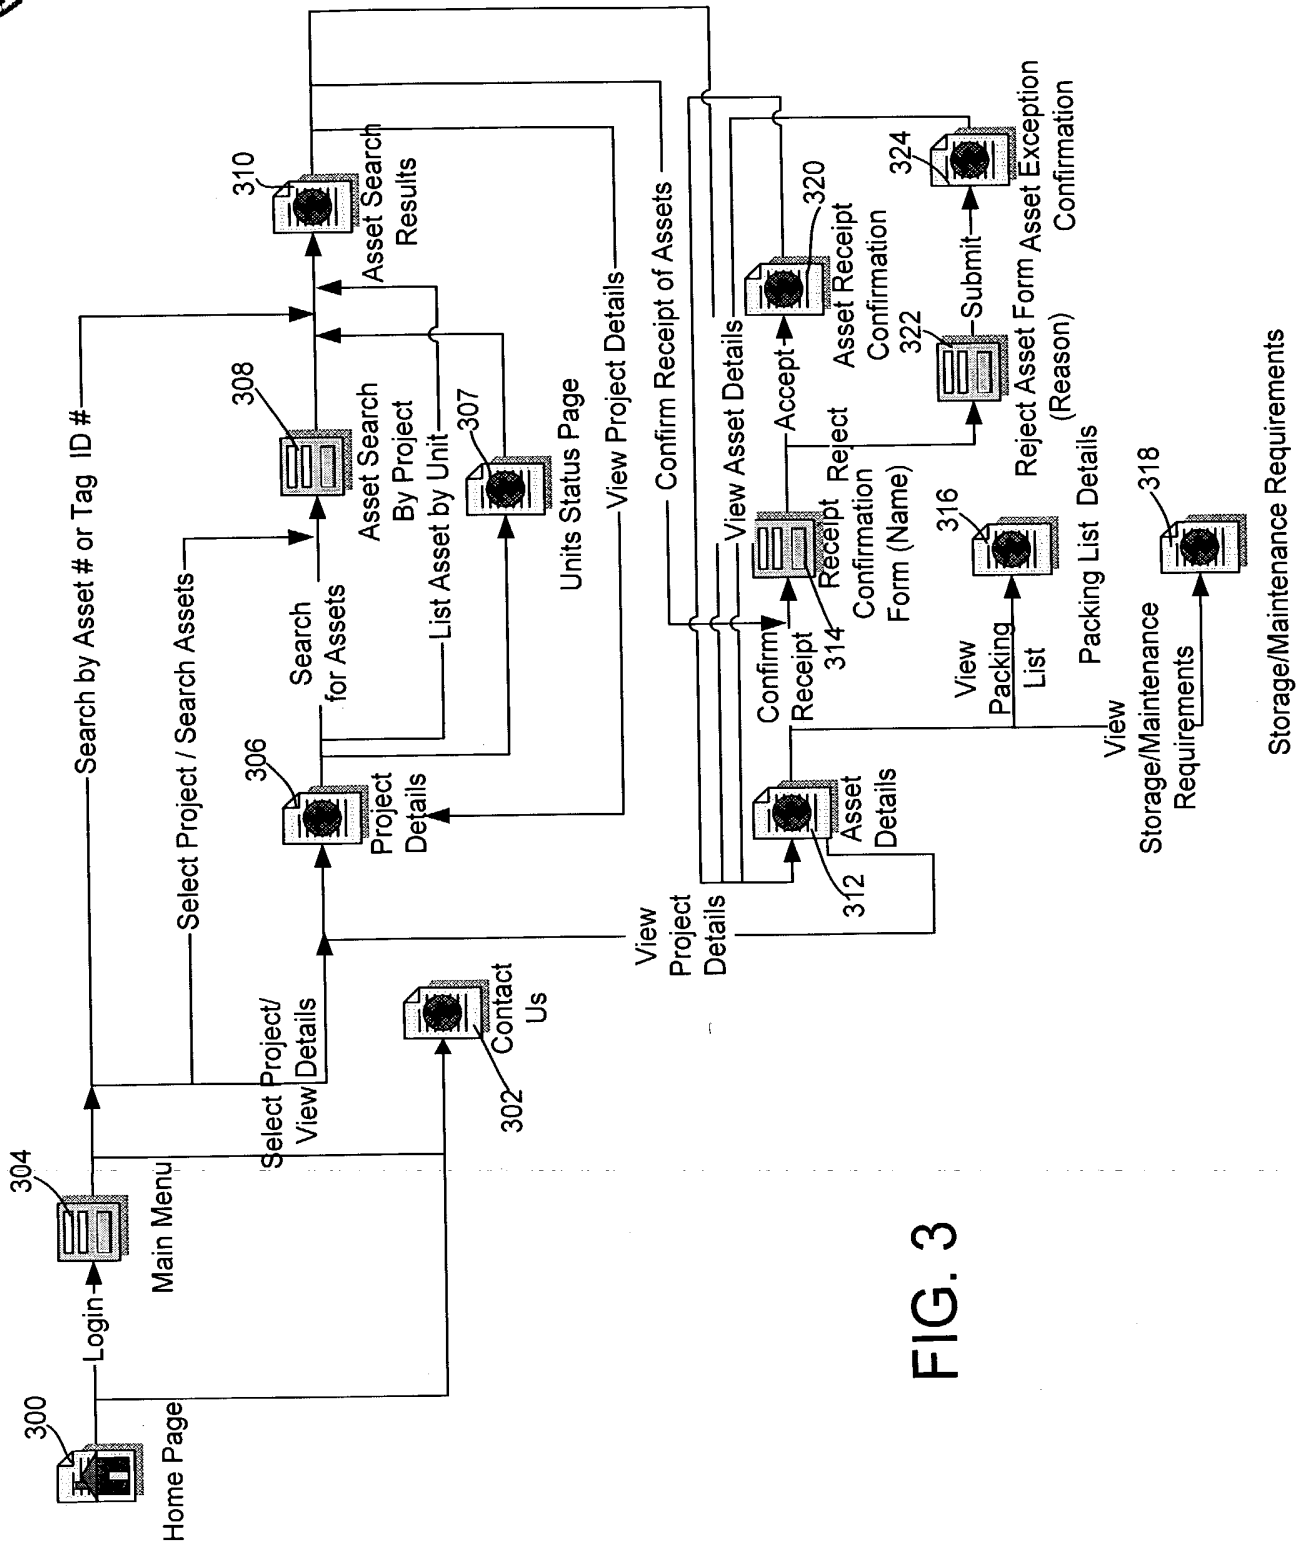 300
Home Page
Login
304
Main Menu
Search by Asset # or Tag ID #
Select Project / Search Assets
Select Project/
View Details
302
Contact
Us
306
Project
Details
Search
for Assets
List Asset by Unit
307
Units Status Page
308
Asset Search
By Project
310
Asset Search
Results
View Project Details
Confirm Receipt of Assets
View Asset Details
View
Project
Details
312
Asset
Details
Confirm
Receipt
314
Receipt
Confirmation
Form (Name)
Accept
Reject
320
Asset Receipt
Confirmation
322
Reject Asset Form
(Reason)
Submit
324
Asset Exception
Confirmation
View
Packing
List
316
Packing List Details
View
Storage/Maintenance
Requirements
318
Storage/Maintenance Requirements
FIG. 3